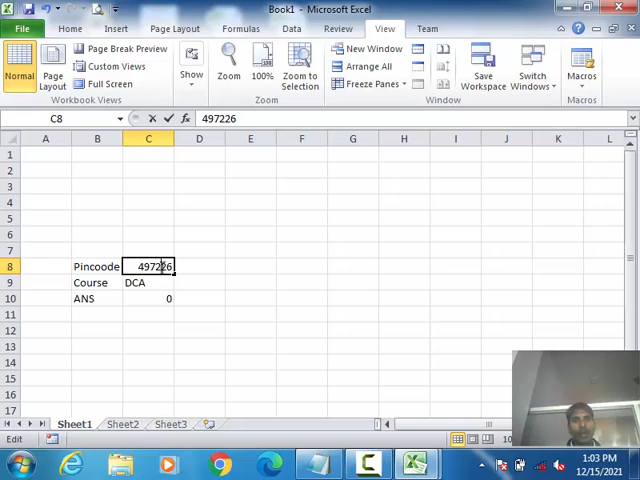 Book1 - Microsoft Excel
File Home Insert Page Layout Formulas Data Review View Team
Normal
Page Layout
Page Break Preview
Custom Views
Full Screen
Workbook Views
Show
Zoom
100%
Zoom to Selection
Zoom
New Window
Arrange All
Freeze Panes
Window
Save Workspace
Switch Windows
Macros
Macros
C8 497226
A B C D E F G H I J K L
1
2
3
4
5
6
7
8 Pincoode 497226
9 Course DCA
10 ANS 0
11
12
13
14
15
16
17
Sheet1 Sheet2 Sheet3
Edit
10
1:03 PM
12/15/2021